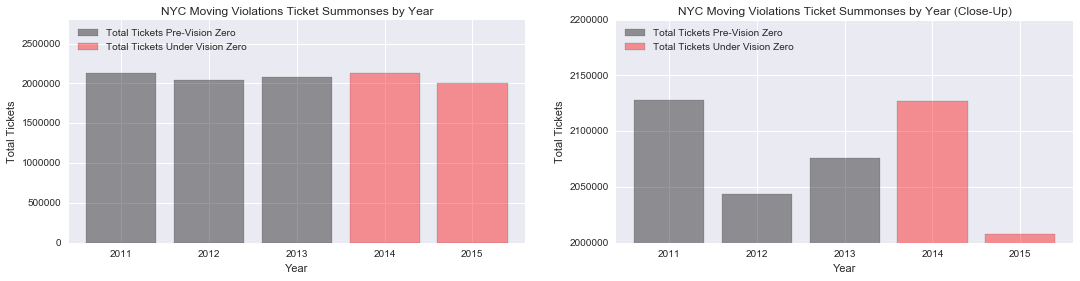 NYC Moving Violations Ticket Summonses by Year
Total Tickets Pre-Vision Zero
Total Tickets Under Vision Zero
2500000
2000000
1500000
1000000
500000
0
Total Tickets
2011 2012 2013 2014 2015
Year
NYC Moving Violations Ticket Summonses by Year (Close-Up)
Total Tickets Pre-Vision Zero
Total Tickets Under Vision Zero
2200000
2150000
2100000
2050000
2000000
Total Tickets
2011 2012 2013 2014 2015
Year